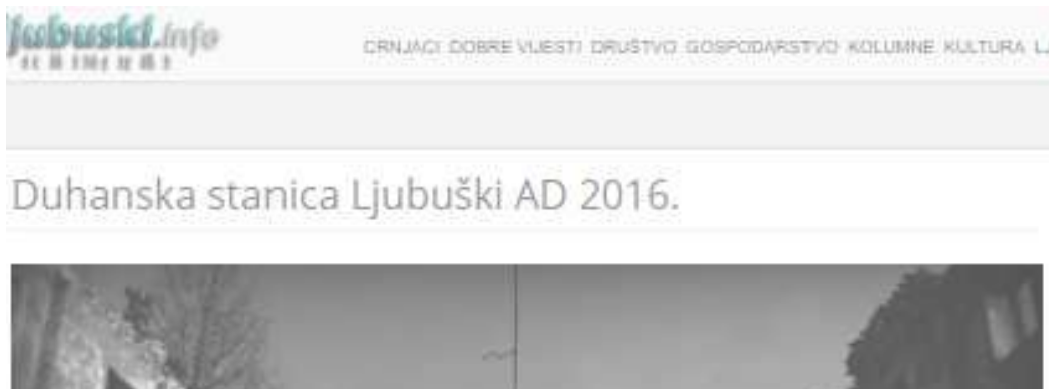 ljubuski.info
CRNJACI DOBRE VIJESTI DRUŠTVO GOSPODARSTVO KOLUMNE KULTURA
Duhanska stanica Ljubuški AD 2016.